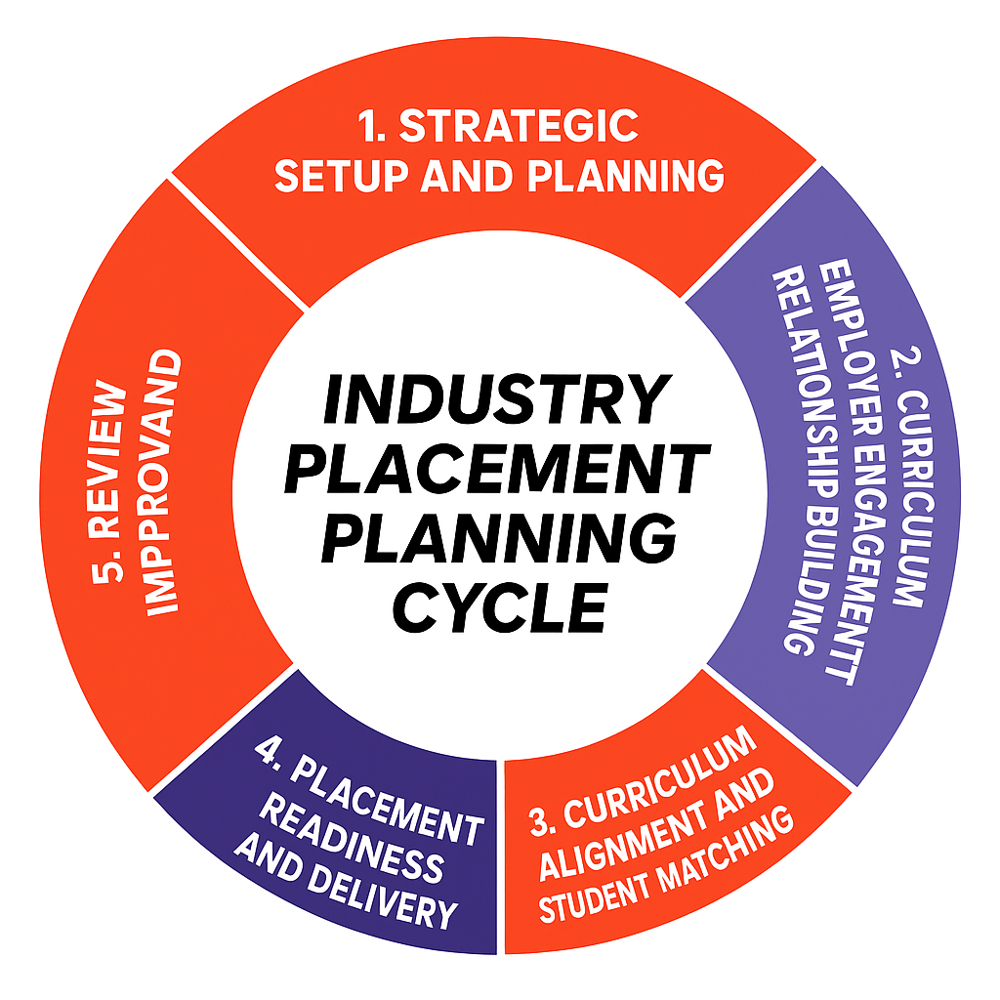 INDUSTRY
PLACEMENT
PLANNING
CYCLE
1. STRATEGIC
SETUP AND PLANNING
2. CURRICULUM
EMPLOYER ENGAGEMENTT
RELATIONSHIP BUILDING
3. CURRICULUM
ALIGNMENT AND
STUDENT MATCHING
4. PLACEMENT
READINESS
AND DELIVERY
5. REVIEW
IMPPROVAND